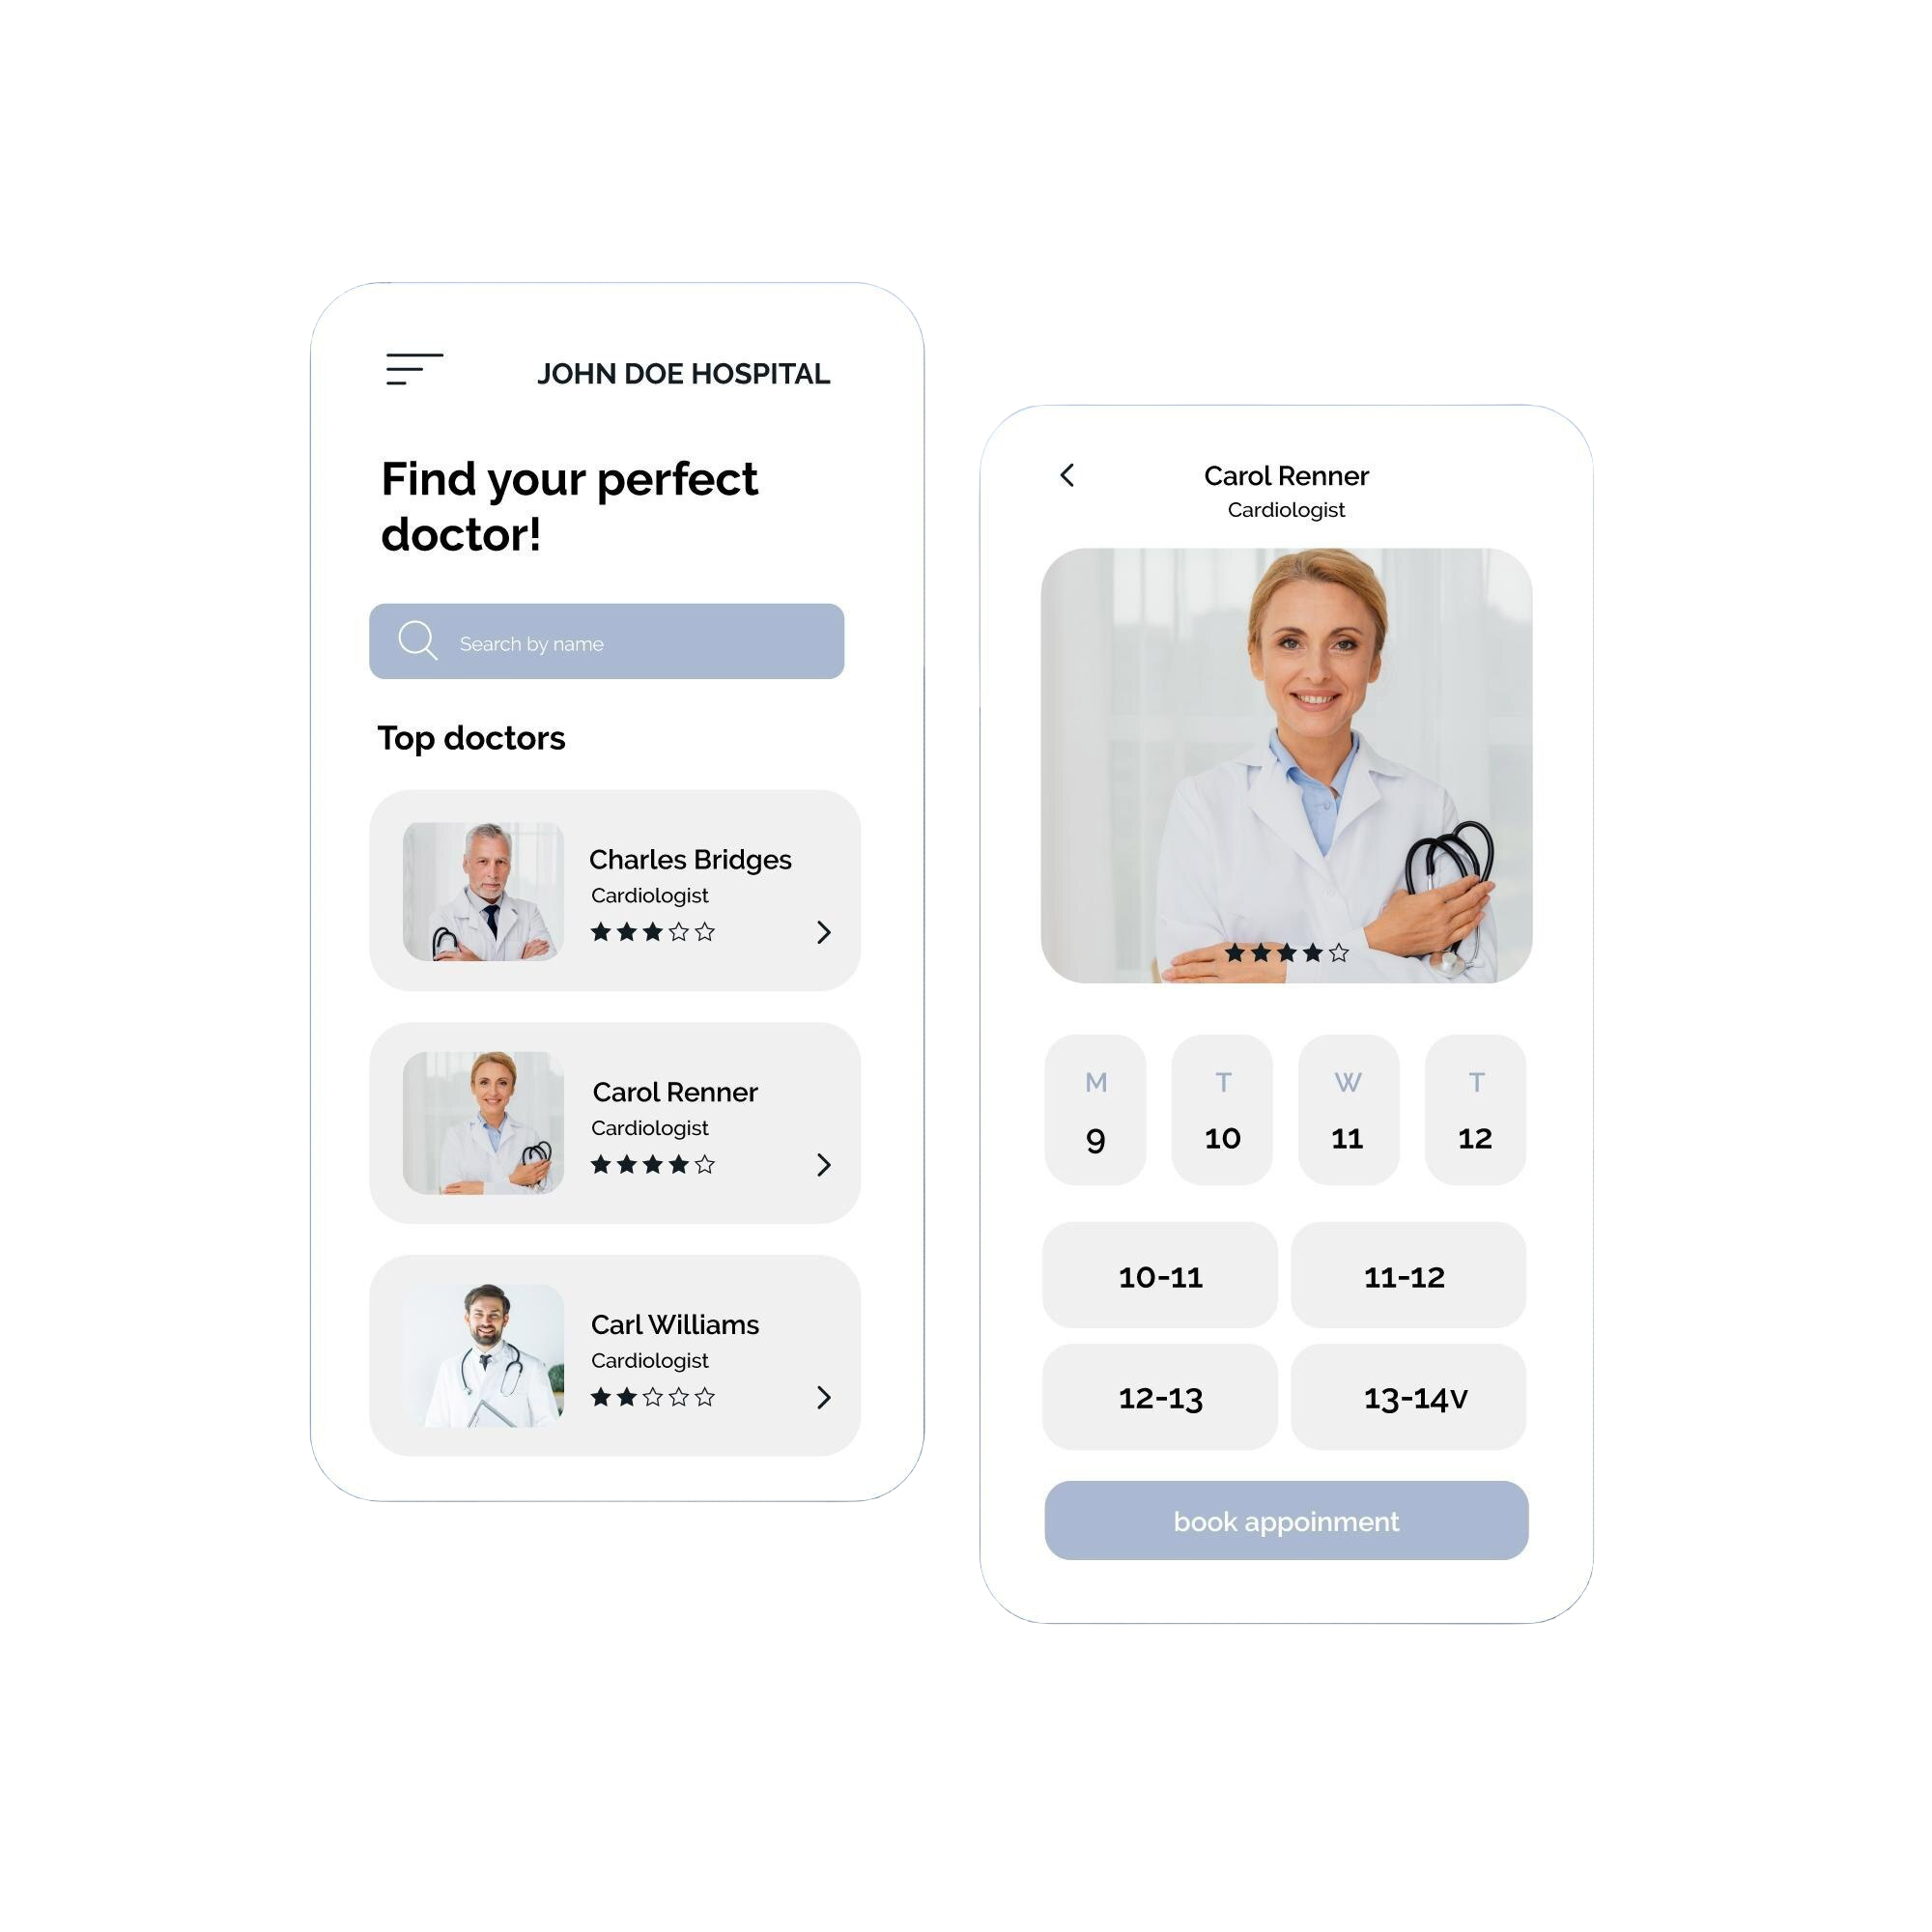 JOHN DOE HOSPITAL
Find your perfect
doctor!
Search by name
Top doctors
Charles Bridges
Cardiologist
Carol Renner
Cardiologist
Carl Williams
Cardiologist
Carol Renner
Cardiologist
M T W T
9 10 11 12
10-11 11-12
12-13 13-14v
book appoinment